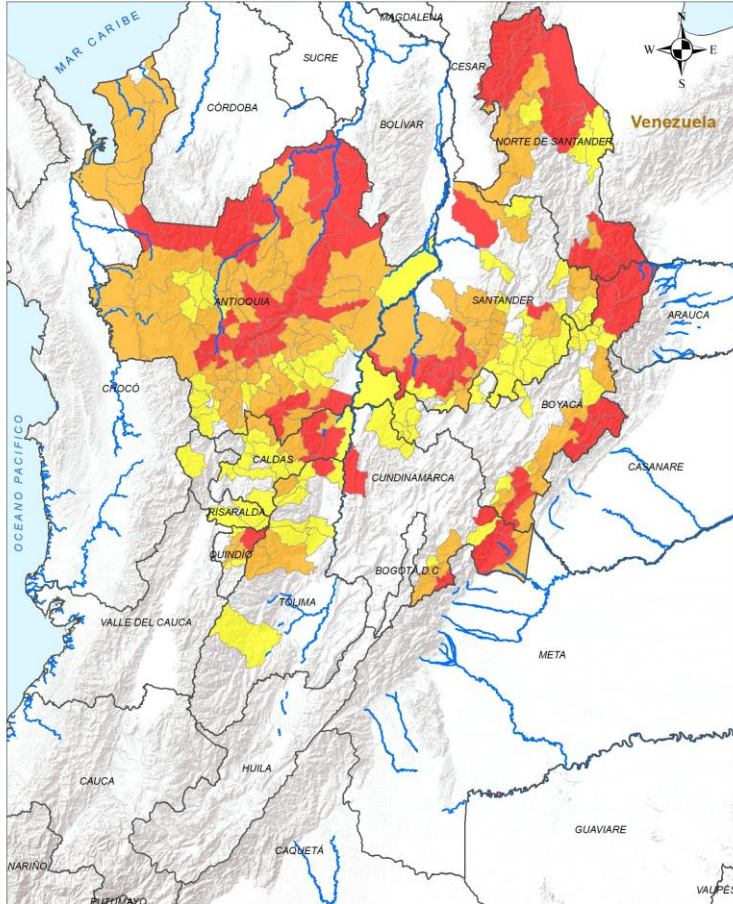 MAGDALENA
MAR CARIBE
SUCRE
CESAR
N
W E
S
CÓRDOBA
BOLÍVAR
Venezuela
NORTE DE SANTANDER
ANTIOQUIA
SANTANDER
ARAUCA
CHOCÓ
BOYACÁ
OCEANO PACIFICO
CALDAS
CUNDINAMARCA
CASANARE
RISARALDA
QUINDÍO
BOGOTÁ, D.C
TOLIMA
VALLE DEL CAUCA
META
HUILA
CAUCA
GUAVIARE
CAQUETÁ
NARIÑO
PUTUMAYO
VAUPÉS